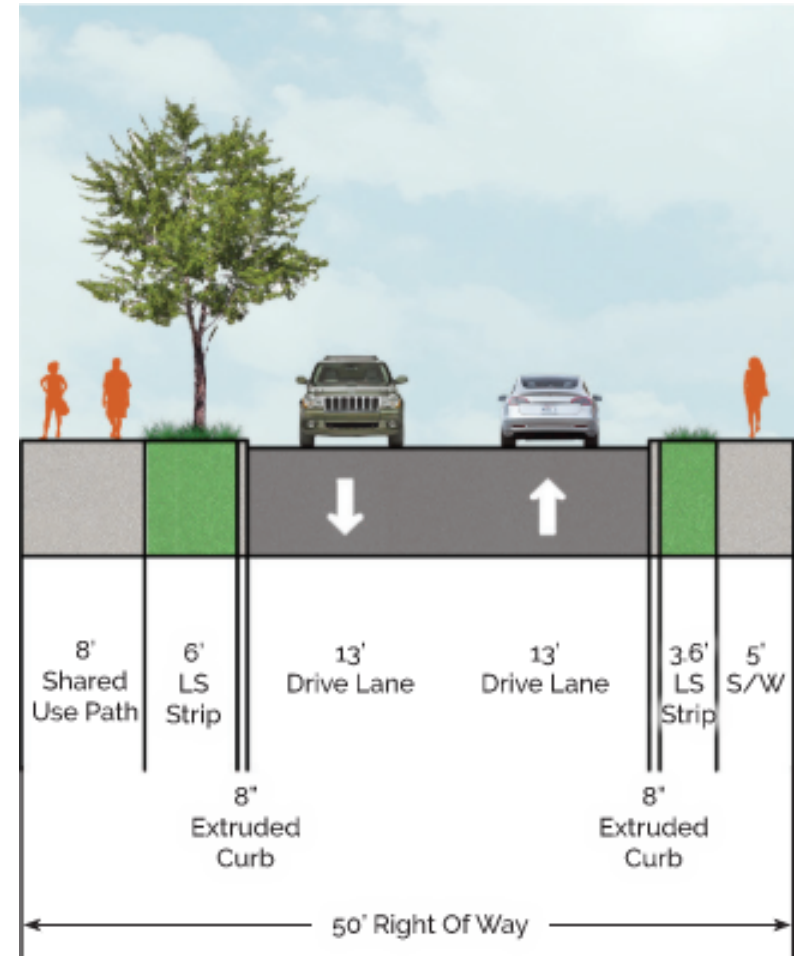 8'
Shared
Use Path
6'
LS
Strip
13'
Drive Lane
13'
Drive Lane
3.6'
LS
Strip
5'
S/W
8"
Extruded
Curb
8"
Extruded
Curb
50' Right Of Way